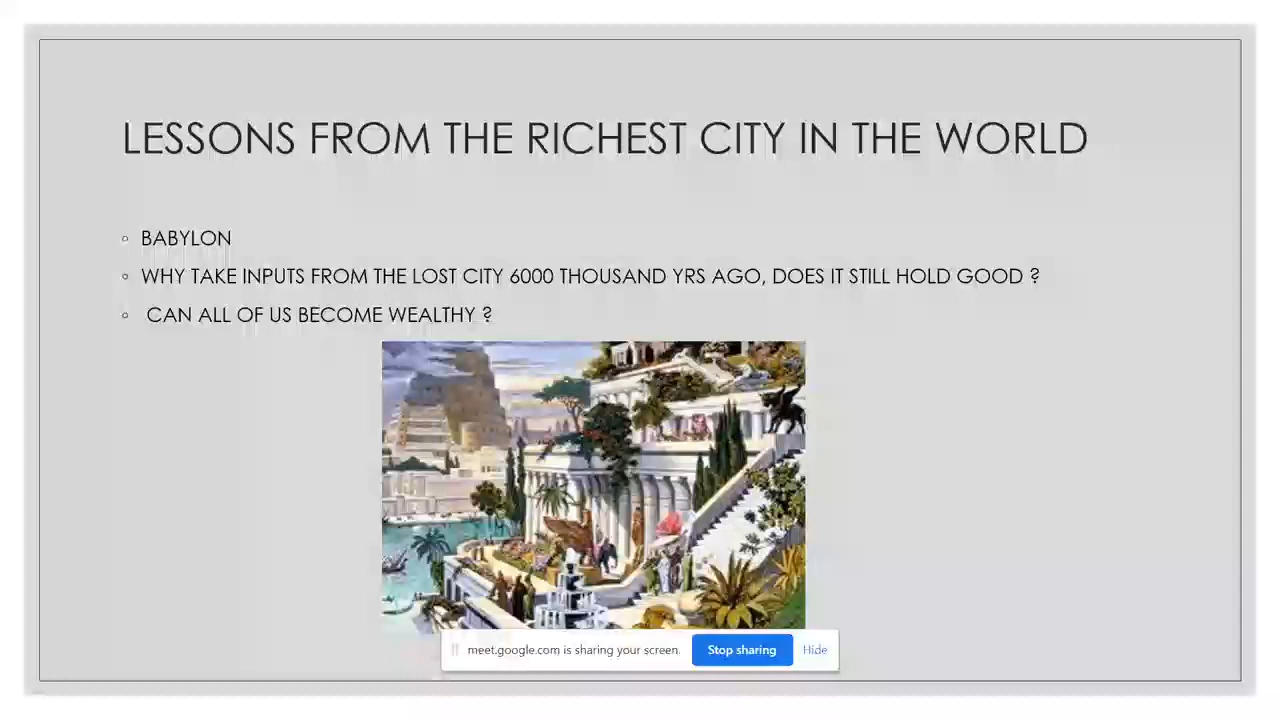 LESSONS FROM THE RICHEST CITY IN THE WORLD
BABYLON
WHY TAKE INPUTS FROM THE LOST CITY 6000 THOUSAND YRS AGO, DOES IT STILL HOLD GOOD ?
CAN ALL OF US BECOME WEALTHY ?
meet.google.com is sharing your screen. Stop sharing Hide